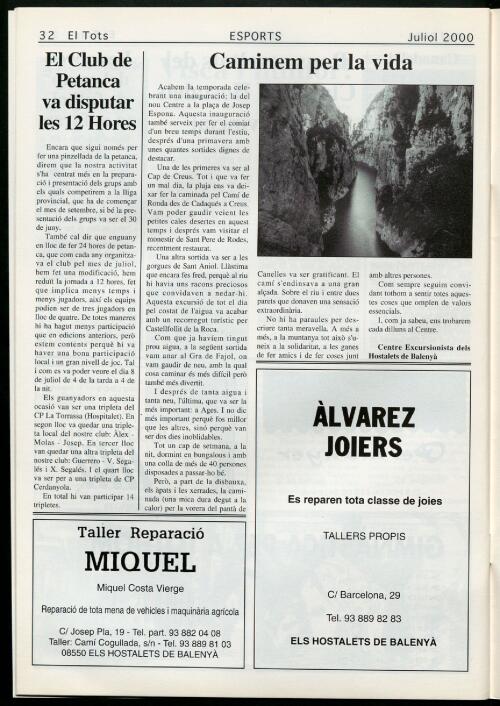 32 El Tots
ESPORTS
Juliol 2000
El Club de
Petanca
va disputar
les 12 Hores
Encara que sigui només per
fer una pinzellada de la petanca,
direm que la nostra activitat
s'ha centrat més en la prepara-
ció i presentació dels grups amb
els quals competirem a la lliga
provincial, que ha de començar
el mes de setembre, si bé la pre-
sentació dels grups va ser el 30
de juny.
També cal dir que enguany
en lloc de fer 24 hores de petan-
ca, que com cada any organitza-
va el club pel mes de juliol,
hem fet una modificació, hem
reduït la jornada a 12 hores, fet
que implica menys temps i
menys jugadors, així els equips
podien ser de tres jugadors en
lloc de quatre. De totes maneres
hi ha hagut menys participació
que en edicions anteriors, però
estem contents perquè hi va
haver una bona participació
local i un gran nivell de joc. Tal
i com es va poder veure el dia 8
de juliol de 4 de la tarda a 4 de
la nit.
Els guanyadors en aquesta
ocasió van ser una tripleta del
CP La Torrassa (Hospitalet). En
segon lloc va quedar una triple-
ta local del nostre club: Àlex -
Molas - Josep. En tercer lloc
van quedar una altra tripleta del
nostre club: Guerrero - V. Sega-
lés i X. Segalés. I el quart lloc
va ser per a una tripleta de CP
Cerdanyola.
En total hi van participar 14
tripletes.
Caminem per la vida
Acabem la temporada cele-
brant una inauguració: la del
nou Centre a la plaça de Josep
Espona. Aquesta inauguració
també serveix per fer el comiat
d'un breu temps durant l'estiu,
després d'una primavera amb
unes quantes sortides dignes de
destacar.
Una de les primeres va ser al
Cap de Creus. Tot i que va fer
un mal dia, la pluja ens va dei-
xar fer la caminada pel Camí de
Ronda des de Cadaqués a Creus.
Vam poder gaudir veient les
petites cales desertes en aquest
temps i després vam visitar el
monestir de Sant Pere de Rodes,
recentment restaurat.
Una altra sortida va ser a les
gorgues de Sant Aniol. Llàstima
que encara fes fred, perquè al riu
hi havia uns racons preciosos
que convidaven a nedar-hi.
Aquesta excursió de tot el dia
pel costat de l'aigua va acabar
amb un recorregut turístic per
Castellfollit de la Roca.
Com que ja havíem tingut
prou aigua, a la següent sortida
vam anar al Gra de Fajol, on
vam gaudir de neu, amb la qual
cosa caminar és més difícil però
també més divertit.
I després de tanta aigua i
tanta neu, l'última, que va ser la
més important: a Ager. I no dic
més important perquè fos millor
que les altres, sinó perquè van
ser dos dies inoblidables.
Tot un cap de setmana, a la
nit, dormint en bungalous i amb
una colla de més de 40 persones
disposades a passar-ho bé.
Però, a part de la disbauxa,
els àpats i les xerrades, la cami-
nada (una mica dura degut a la
calor) per la vorera del pantà de
Canelles va ser gratificant. El
camí s'endinsava a una gran
alçada. Sobre el riu i entre dues
parets que donaven una sensació
extraordinària.
No hi ha paraules per des-
criure tanta meravella. A més a
més, a la muntanya tot això s'u-
neix a la solidaritat, a les ganes
de fer amics i de fer coses junt
amb altres persones.
Com sempre seguim convi-
dant tothom a sentir totes aques-
tes coses que omplen de valors
essencials.
I, com ja sabeu, ens trobarem
cada dilluns al Centre.
Centre Excursionista dels
Hostalets de Balenyà
Taller Reparació
MIQUEL
Miquel Costa Vierge
Reparació de tota mena de vehicles i maquinària agrícola
C/ Josep Pla, 19 - Tel. part. 93 882 04 08
Taller: Camí Cogullada, s/n - Tel. 93 889 81 03
08550 ELS HOSTALETS DE BALENYÀ
ÀLVAREZ
JOIERS
Es reparen tota classe de joies
TALLERS PROPIS
C/ Barcelona, 29
Tel. 93 889 82 83
ELS HOSTALETS DE BALENYÀ